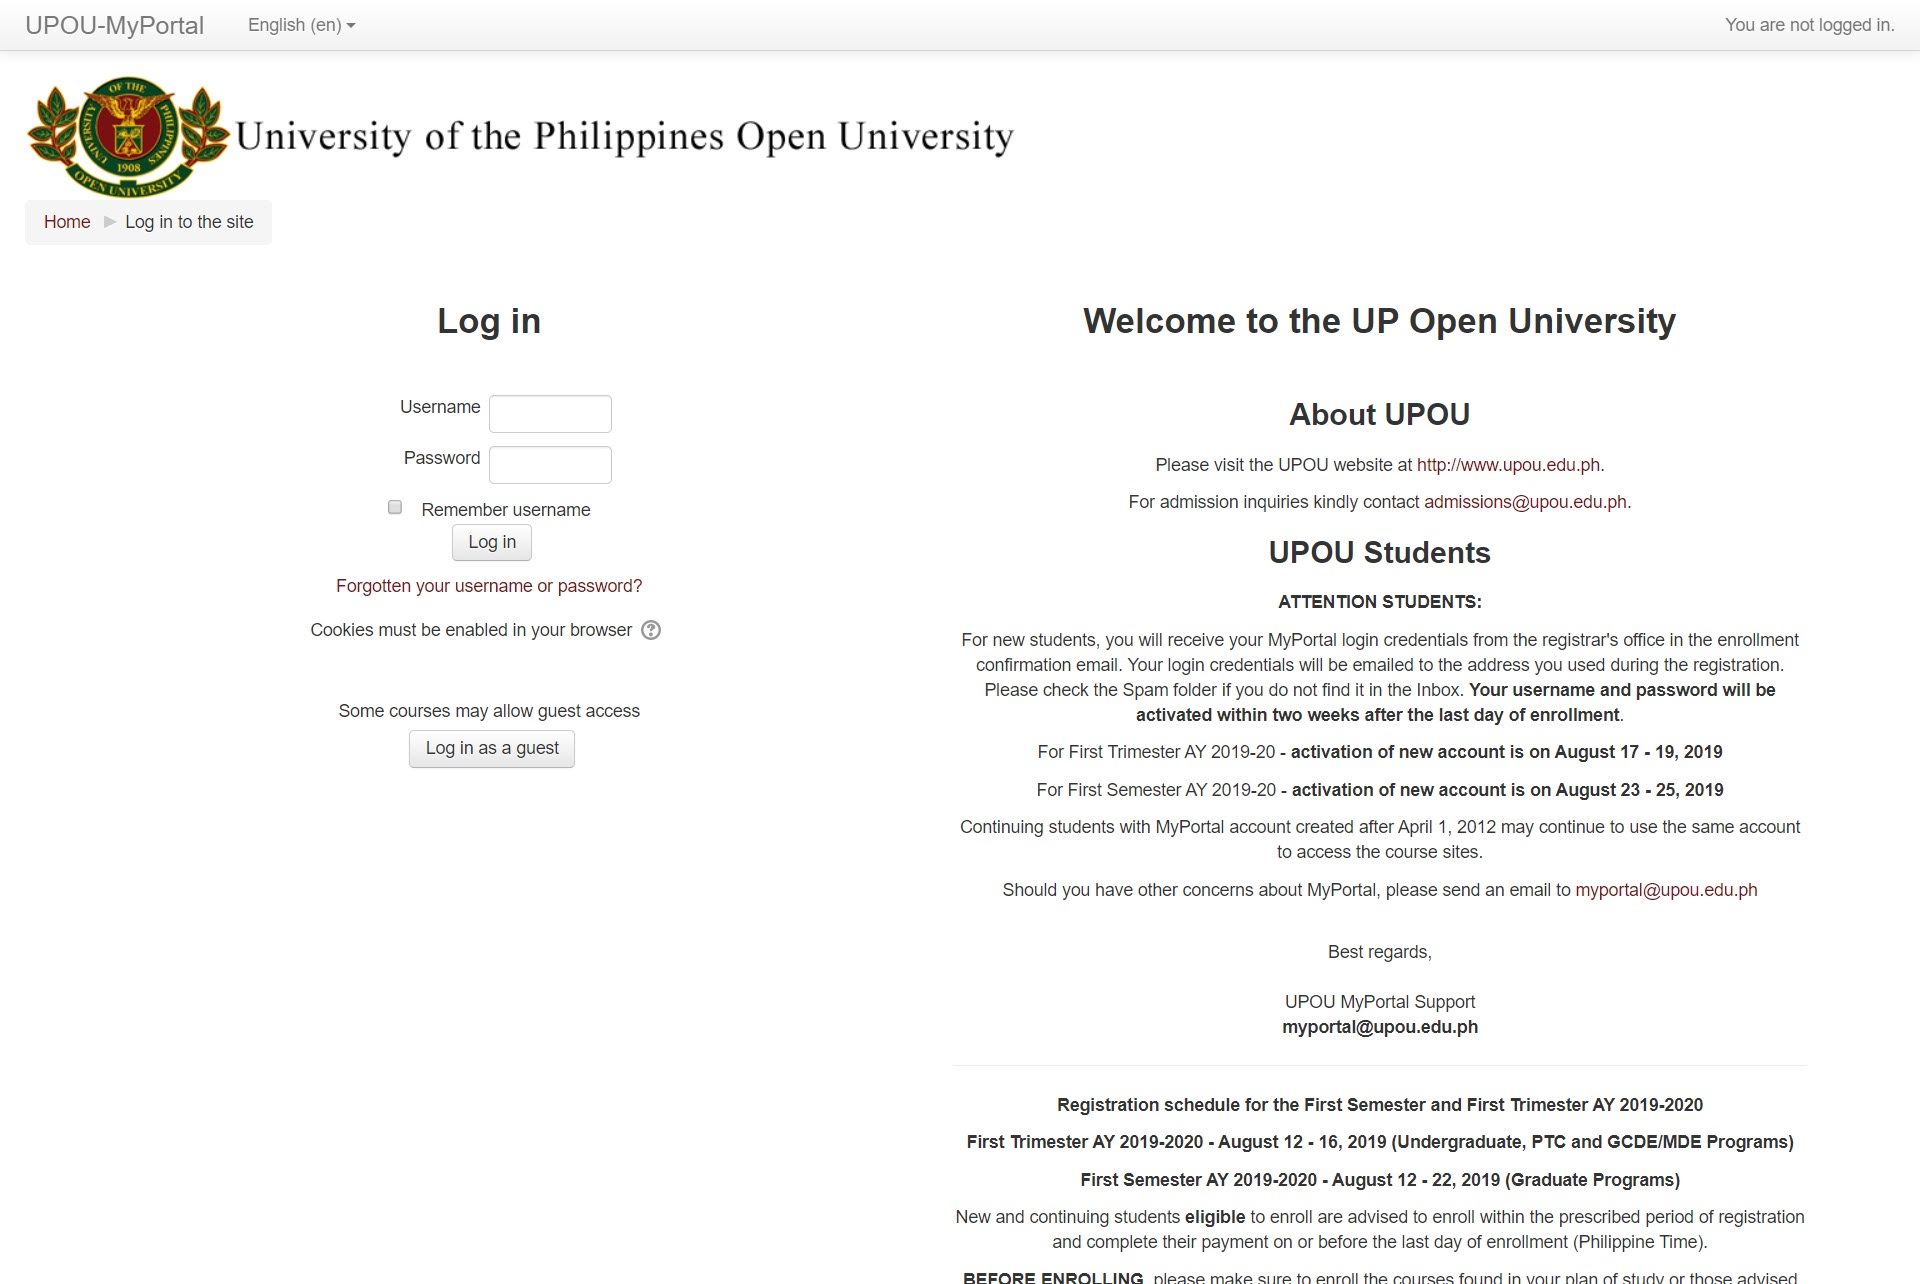 UPOU-MyPortal
English (en)
You are not logged in.
UNIVERSITY OF THE PHILIPPINES
1908
OPEN UNIVERSITY
University of the Philippines Open University
Home
Log in to the site
Log in
Username
Password
Remember username
Log in
Forgotten your username or password?
Cookies must be enabled in your browser
Some courses may allow guest access
Log in as a guest
Welcome to the UP Open University
About UPOU
Please visit the UPOU website at http://www.upou.edu.ph.
For admission inquiries kindly contact admissions@upou.edu.ph.
UPOU Students
ATTENTION STUDENTS:
For new students, you will receive your MyPortal login credentials from the registrar's office in the enrollment
confirmation email. Your login credentials will be emailed to the address you used during the registration.
Please check the Spam folder if you do not find it in the Inbox. Your username and password will be
activated within two weeks after the last day of enrollment.
For First Trimester AY 2019-20 - activation of new account is on August 17 - 19, 2019
For First Semester AY 2019-20 - activation of new account is on August 23 - 25, 2019
Continuing students with MyPortal account created after April 1, 2012 may continue to use the same account
to access the course sites.
Should you have other concerns about MyPortal, please send an email to myportal@upou.edu.ph
Best regards,
UPOU MyPortal Support
myportal@upou.edu.ph
Registration schedule for the First Semester and First Trimester AY 2019-2020
First Trimester AY 2019-2020 - August 12 - 16, 2019 (Undergraduate, PTC and GCDE/MDE Programs)
First Semester AY 2019-2020 - August 12 - 22, 2019 (Graduate Programs)
New and continuing students eligible to enroll are advised to enroll within the prescribed period of registration
and complete their payment on or before the last day of enrollment (Philippine Time).
BEFORE ENROLLING, please make sure to enroll the courses found in your plan of study or those advised